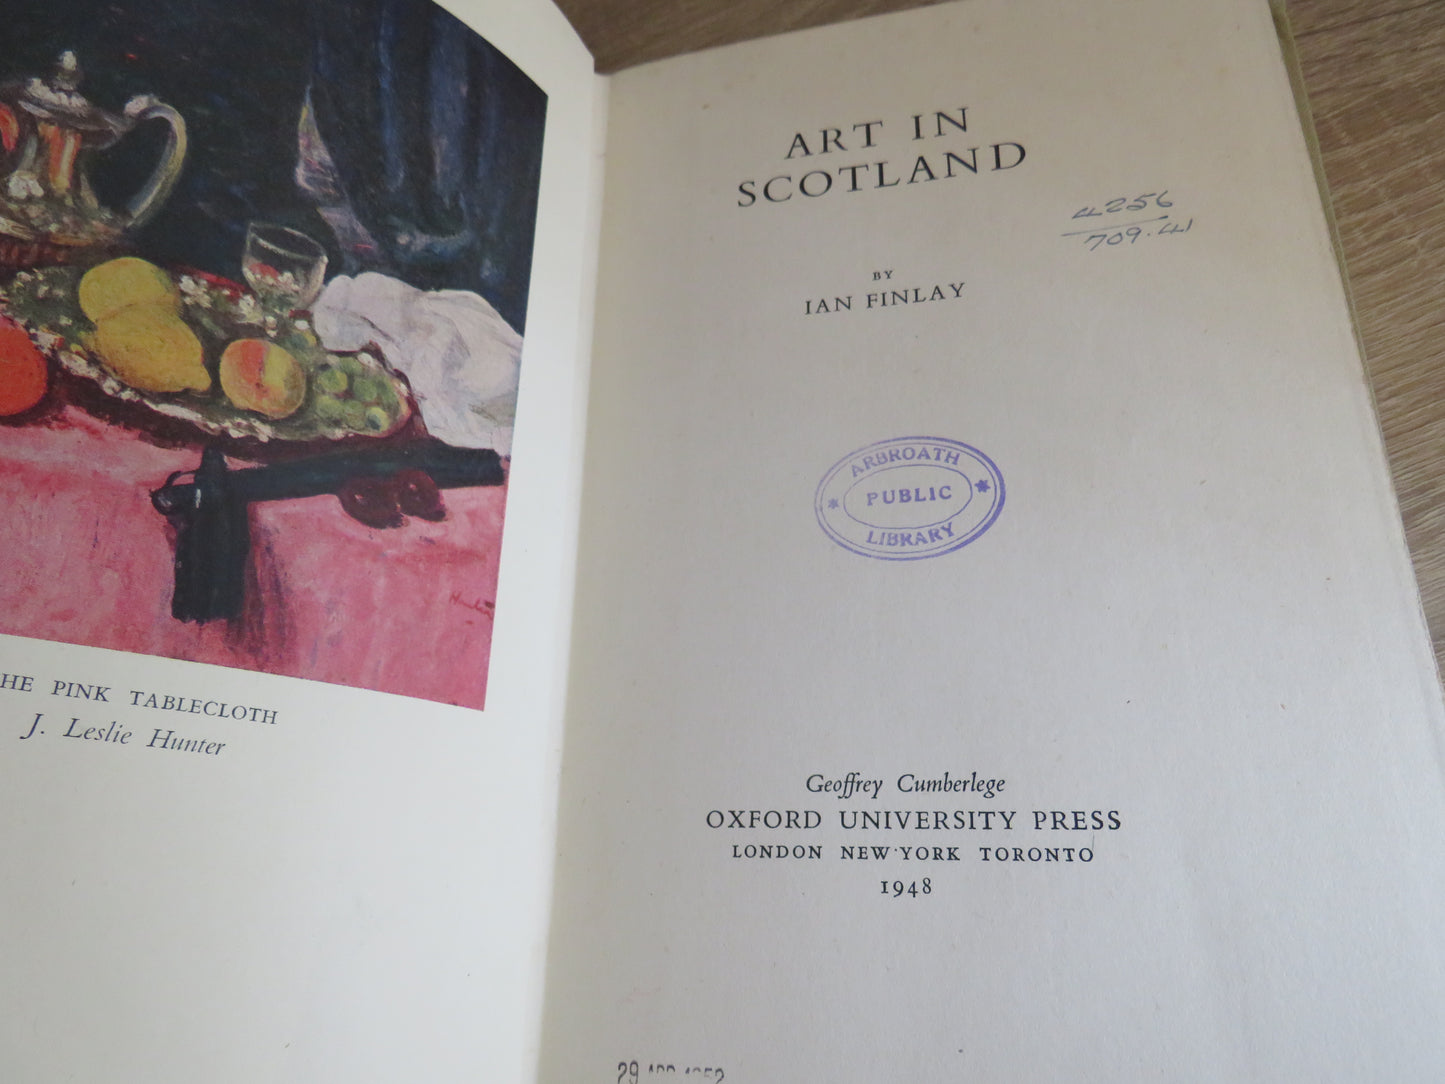 PINK TABLECLOTH
J. Leslie Hunter
ART IN
SCOTLAND
4256
709.41
BY
IAN FINLAY
ARBROATH
PUBLIC
LIBRARY
Geoffrey Cumberlege
OXFORD UNIVERSITY PRESS
LONDON NEW YORK TORONTO
1948
29